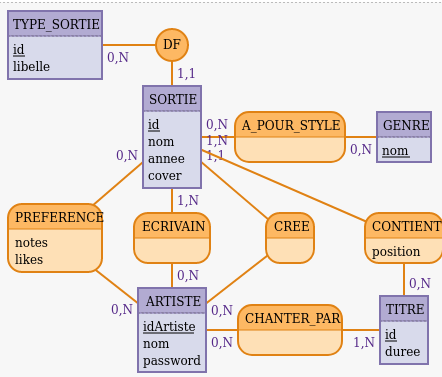 TYPE_SORTIE
id
libelle
0,N
DF
1,1
SORTIE
id
nom
annee
cover
0,N
1,N
1,1
A_POUR_STYLE
0,N
GENRE
nom
0,N
1,N
PREFERENCE
notes
likes
ECRIVAIN
CREE
CONTIENT
position
0,N
0,N
0,N
ARTISTE
idArtiste
nom
password
0,N
0,N
CHANTER_PAR
1,N
TITRE
id
duree